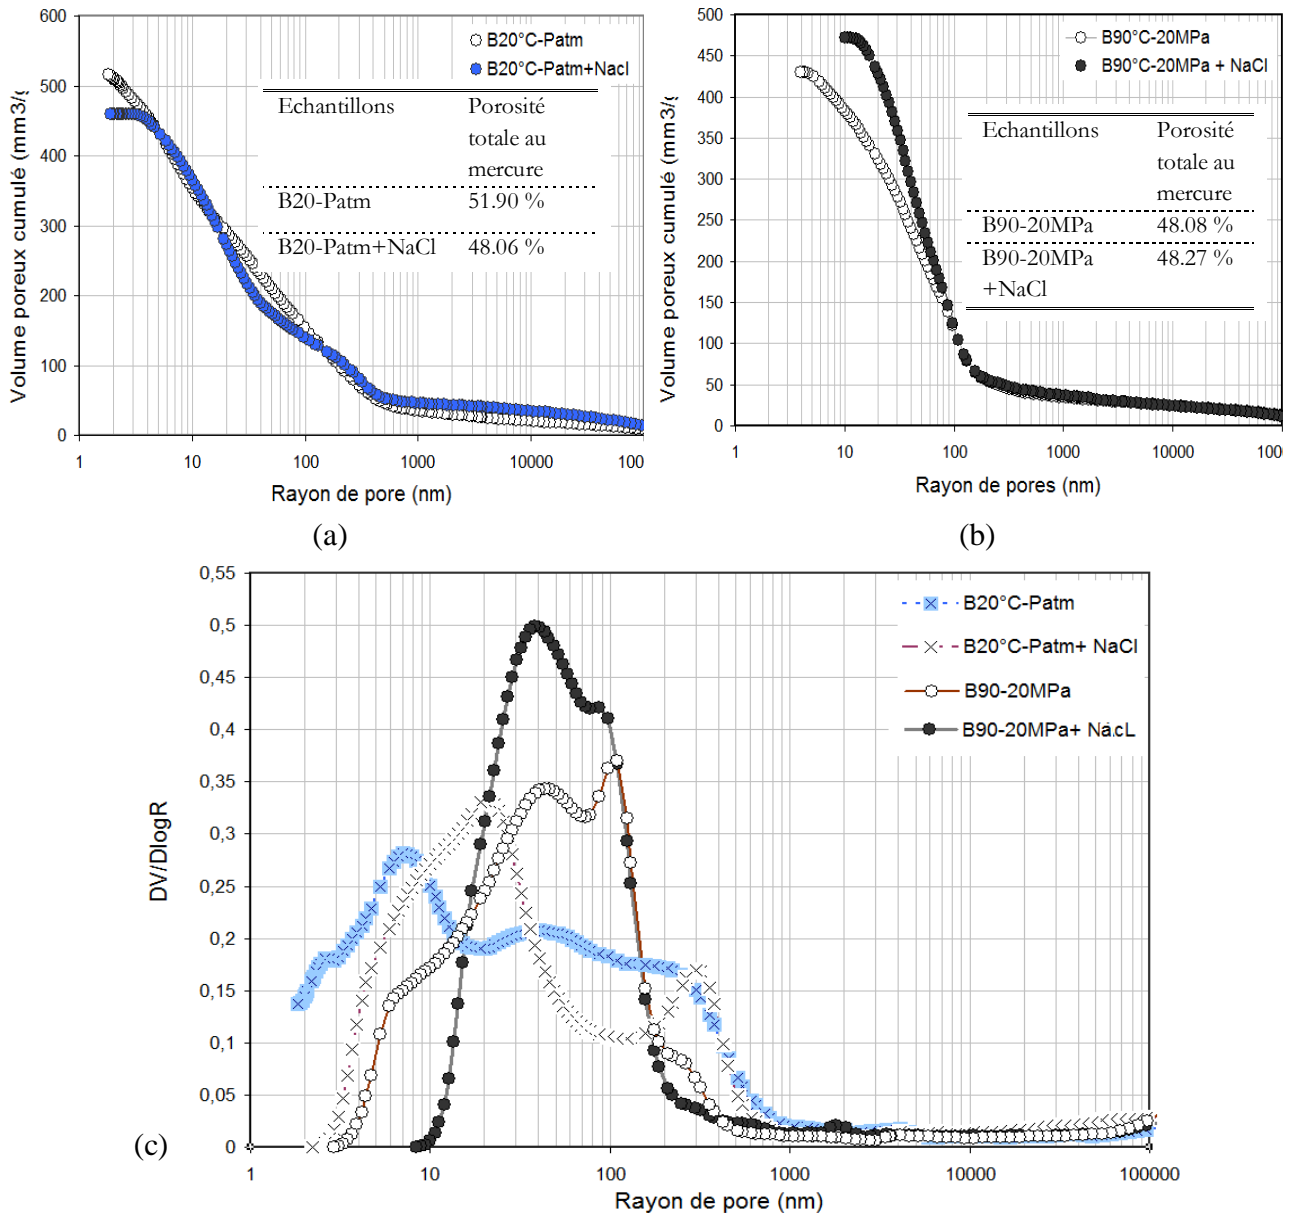 600
500
400
300
200
100
0
Volume poreux cumulé (mm3/
B20°C-Patm
B20°C-Patm+Nacl
Echantillons Porosité
totale au
mercure
B20-Patm 51.90 %
B20-Patm+NaCl 48.06 %
1 10 100 1000 10000 100
Rayon de pore (nm)
(a)
500
450
400
350
300
250
200
150
100
50
0
Volume poreux cumulé (mm3/
B90°C-20MPa
B90°C-20MPa + NaCl
Echantillons Porosité
totale au
mercure
B90-20MPa 48.08 %
B90-20MPa 48.27 %
+NaCl
1 10 100 1000 10000 100
Rayon de pores (nm)
(b)
0,55
0,5
0,45
0,4
0,35
0,3
0,25
0,2
0,15
0,1
0,05
0
DV/DlogR
B20°C-Patm
B20°C-Patm+ NaCl
B90-20MPa
B90-20MPa+ NacL
1 10 100 1000 10000 100000
Rayon de pore (nm)
(c)